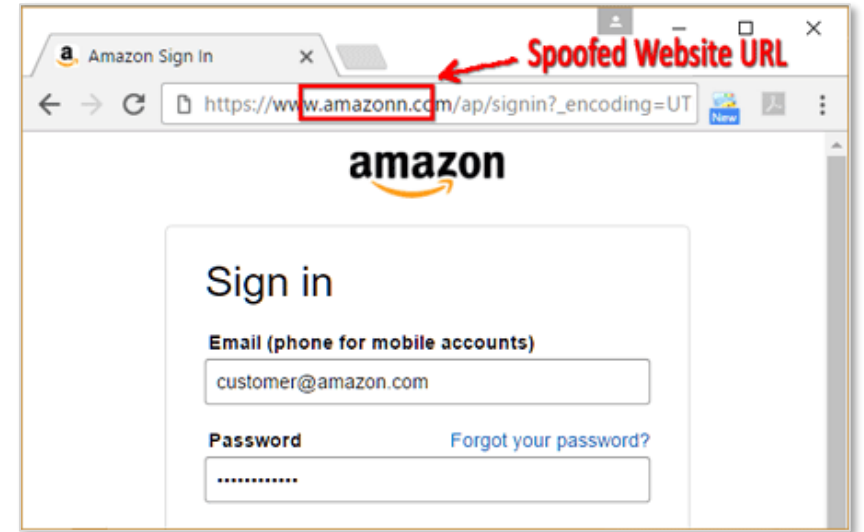 a Amazon Sign In
Spoofed Website URL
https://www.amazonn.com/ap/signin?_encoding=UT
New
amazon
Sign in
Email (phone for mobile accounts)
customer@amazon.com
Password Forgot your password?
••••••••••••